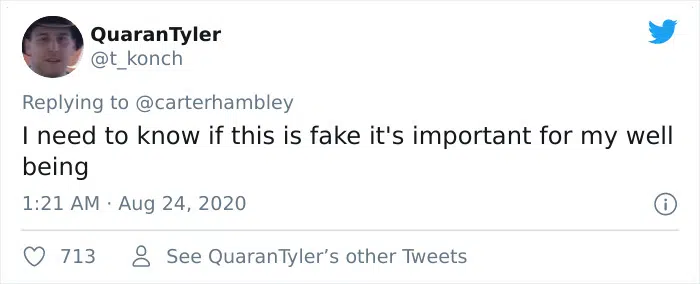 QuaranTyler
@t_konch
Replying to @carterhambley
I need to know if this is fake it's important for my well
being
1:21 AM · Aug 24, 2020
713
See QuaranTyler’s other Tweets